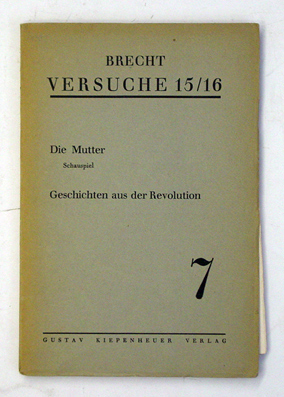 BRECHT
VERSUCHE 15/16
Die Mutter
Schauspiel
Geschichten aus der Revolution
7
GUSTAV KIEPENHEUER VERLAG